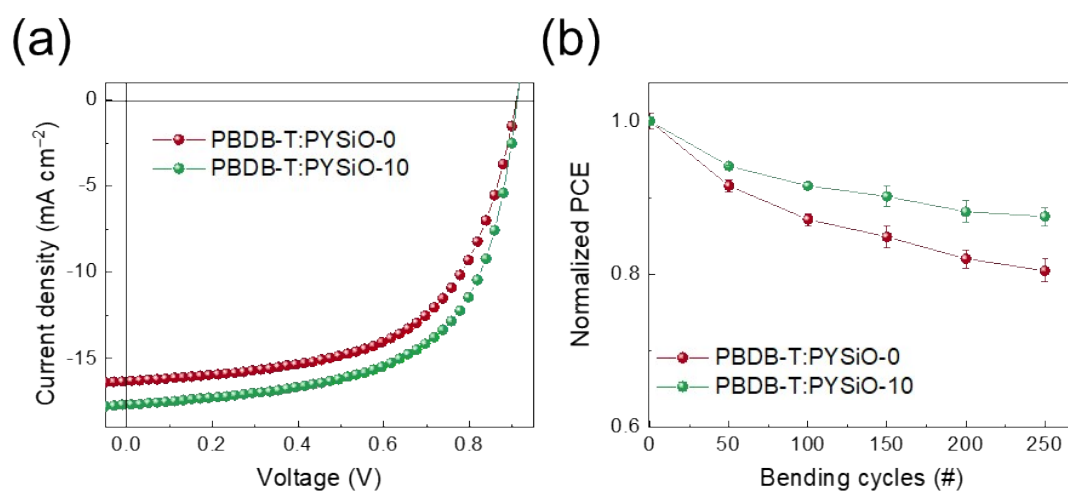 (a)
(b)
0
-5
-10
-15
0.0
0.2
0.4
0.6
0.8
Voltage (V)
Current density (mA cm⁻²)
PBDB-T:PYSiO-0
PBDB-T:PYSiO-10
1.0
0.8
0.6
0
50
100
150
200
250
Bending cycles (#)
Normalized PCE
PBDB-T:PYSiO-0
PBDB-T:PYSiO-10